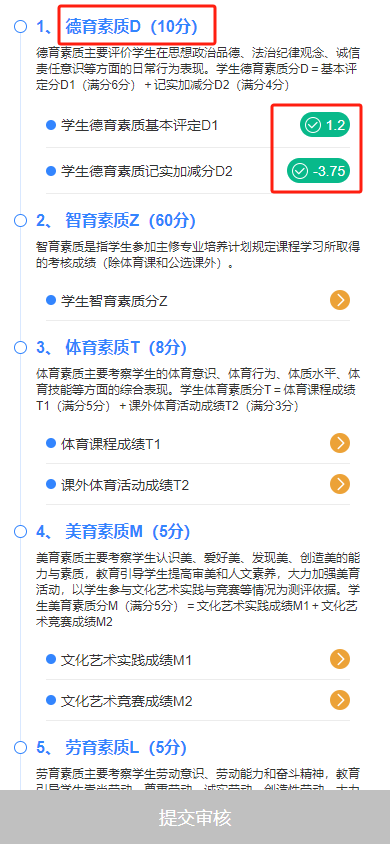 1、 德育素质D（10分）
德育素质主要评价学生在思想政治品德、法治纪律观念、诚信
责任意识等方面的日常行为表现。学生德育素质分D＝基本评
定分D1（满分6分）＋记实加减分D2（满分4分）
学生德育素质基本评定D1 1.2
学生德育素质记实加减分D2 -3.75
2、 智育素质Z（60分）
智育素质是指学生参加主修专业培养计划规定课程学习所取得
的考核成绩（除体育课和公选课外）。
学生智育素质分Z
3、 体育素质T（8分）
体育素质主要考察学生的体育意识、体育行为、体质水平、体
育技能等方面的综合表现。学生体育素质分T＝体育课程成绩
T1（满分5分）＋课外体育活动成绩T2（满分3分）
体育课程成绩T1
课外体育活动成绩T2
4、 美育素质M（5分）
美育素质主要考察学生认识美、爱好美、发现美、创造美的能
力与素质，教育引导学生提高审美和人文素养，大力加强美育
活动，以学生参与文化艺术实践与竞赛等情况为测评依据。学
生美育素质分M（满分5分）＝文化艺术实践成绩M1＋文化艺
术竞赛成绩M2
文化艺术实践成绩M1
文化艺术竞赛成绩M2
5、 劳育素质L（5分）
劳育素质主要考察学生劳动意识、劳动能力和奋斗精神，教育
引导学生崇尚劳动、尊重劳动、诚实劳动、创造性劳动、大力
提交审核